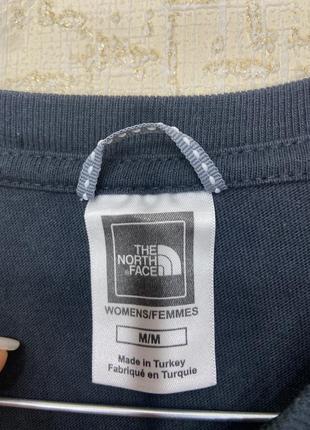 THE
NORTH
FACE
WOMENS/FEMMES
M/M
Made in Turkey
Fabriqué en Turquie